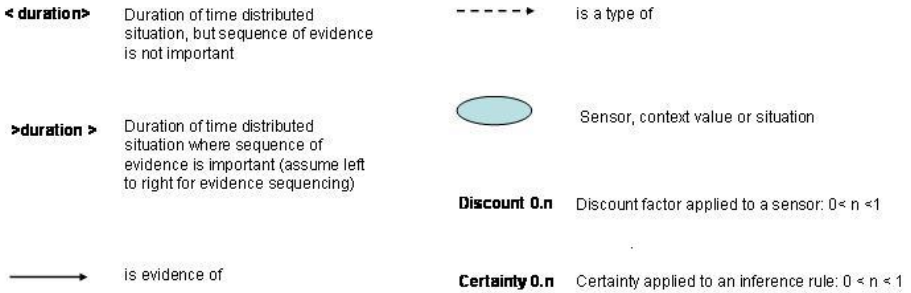 < duration>
Duration of time distributed
situation, but sequence of evidence
is not important
>duration >
Duration of time distributed
situation where sequence of
evidence is important (assume left
to right for evidence sequencing)
is evidence of
is a type of
Sensor, context value or situation
Discount 0.n
Discount factor applied to a sensor: 0< n <1
Certainty 0.n
Certainty applied to an inference rule: 0 < n < 1